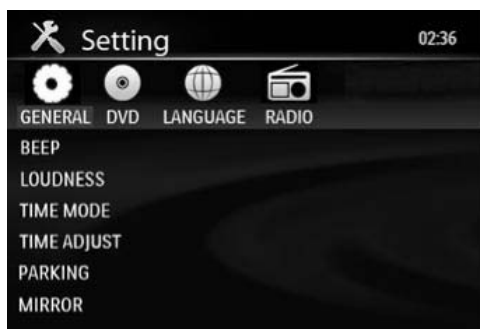 Setting 02:36
GENERAL DVD LANGUAGE RADIO
BEEP
LOUDNESS
TIME MODE
TIME ADJUST
PARKING
MIRROR